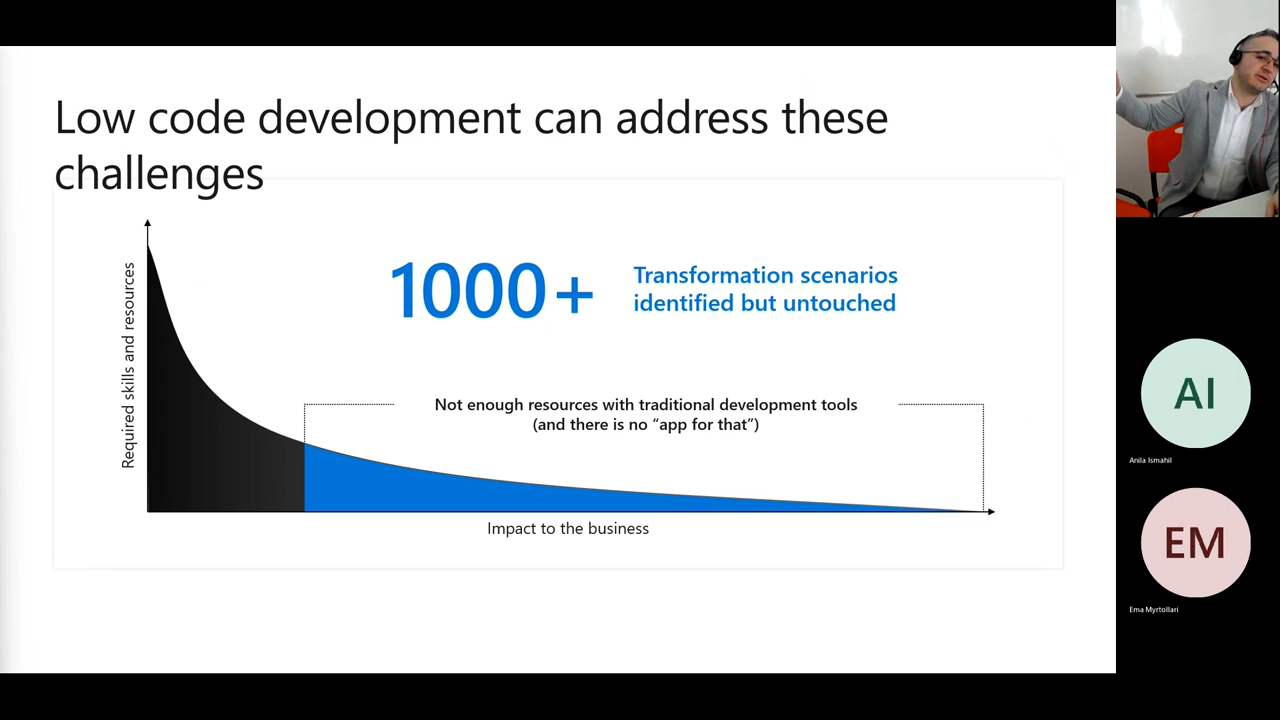 Low code development can address these
challenges
1000+
Transformation scenarios
identified but untouched
Required skills and resources
Not enough resources with traditional development tools
(and there is no “app for that”)
Impact to the business
AI
Anila Ismahil
EM
Ema Myrtollari